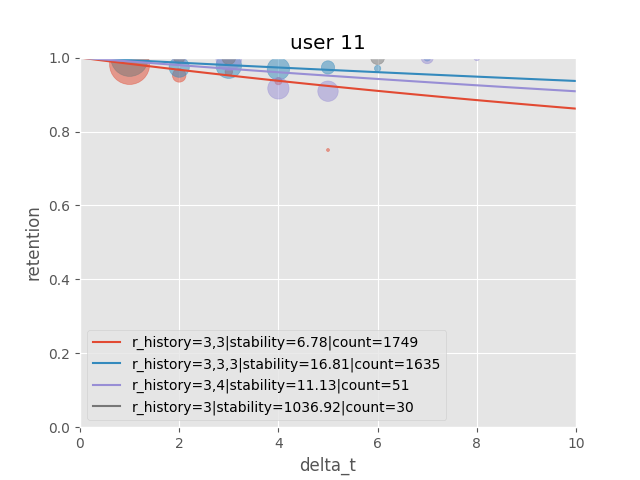 user 11
retention
1.0
0.8
0.6
0.4
0.2
0.0
r_history=3,3|stability=6.78|count=1749
r_history=3,3,3|stability=16.81|count=1635
r_history=3,4|stability=11.13|count=51
r_history=3|stability=1036.92|count=30
0 2 4 6 8 10
delta_t